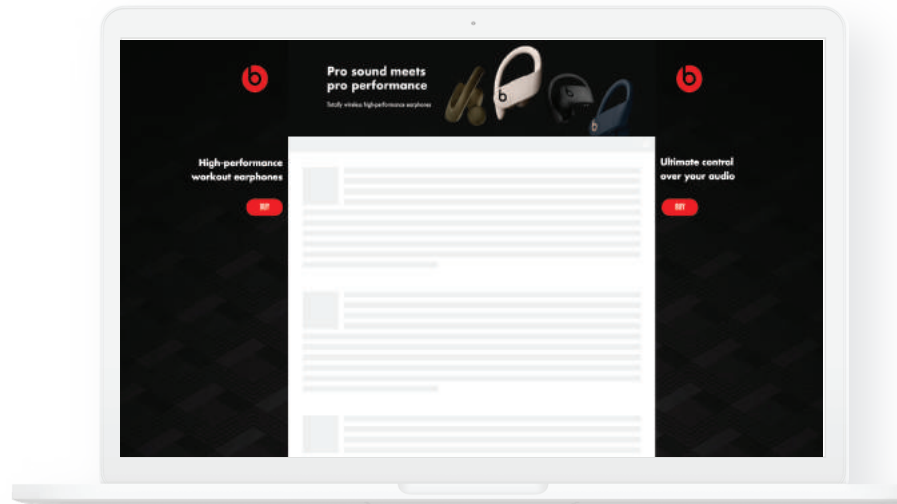 Pro sound meets
pro performance
Totally wireless high-performance earphones
High-performance
workout earphones
BUY
Ultimate control
over your audio
BUY